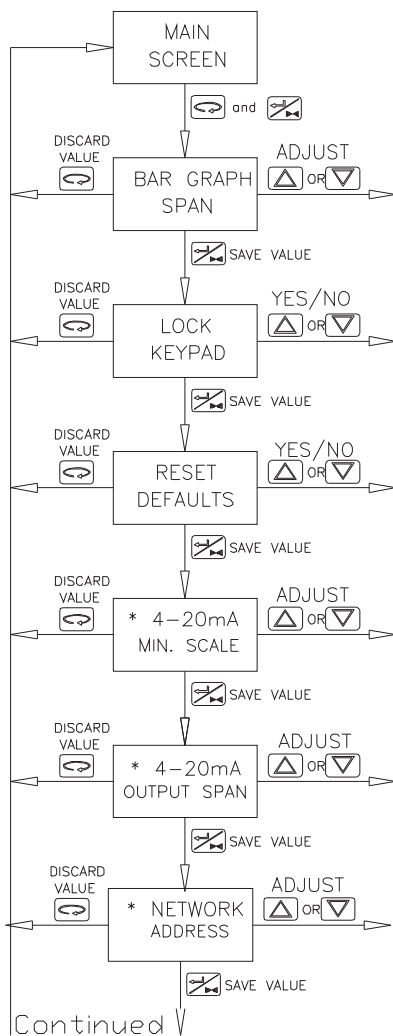 MAIN
SCREEN
and
DISCARD
VALUE
BAR GRAPH
SPAN
ADJUST
OR
SAVE VALUE
DISCARD
VALUE
LOCK
KEYPAD
YES/NO
OR
SAVE VALUE
DISCARD
VALUE
RESET
DEFAULTS
YES/NO
OR
SAVE VALUE
DISCARD
VALUE
* 4-20mA
MIN. SCALE
ADJUST
OR
SAVE VALUE
DISCARD
VALUE
* 4-20mA
OUTPUT SPAN
ADJUST
OR
SAVE VALUE
DISCARD
VALUE
* NETWORK
ADDRESS
ADJUST
OR
SAVE VALUE
Continued